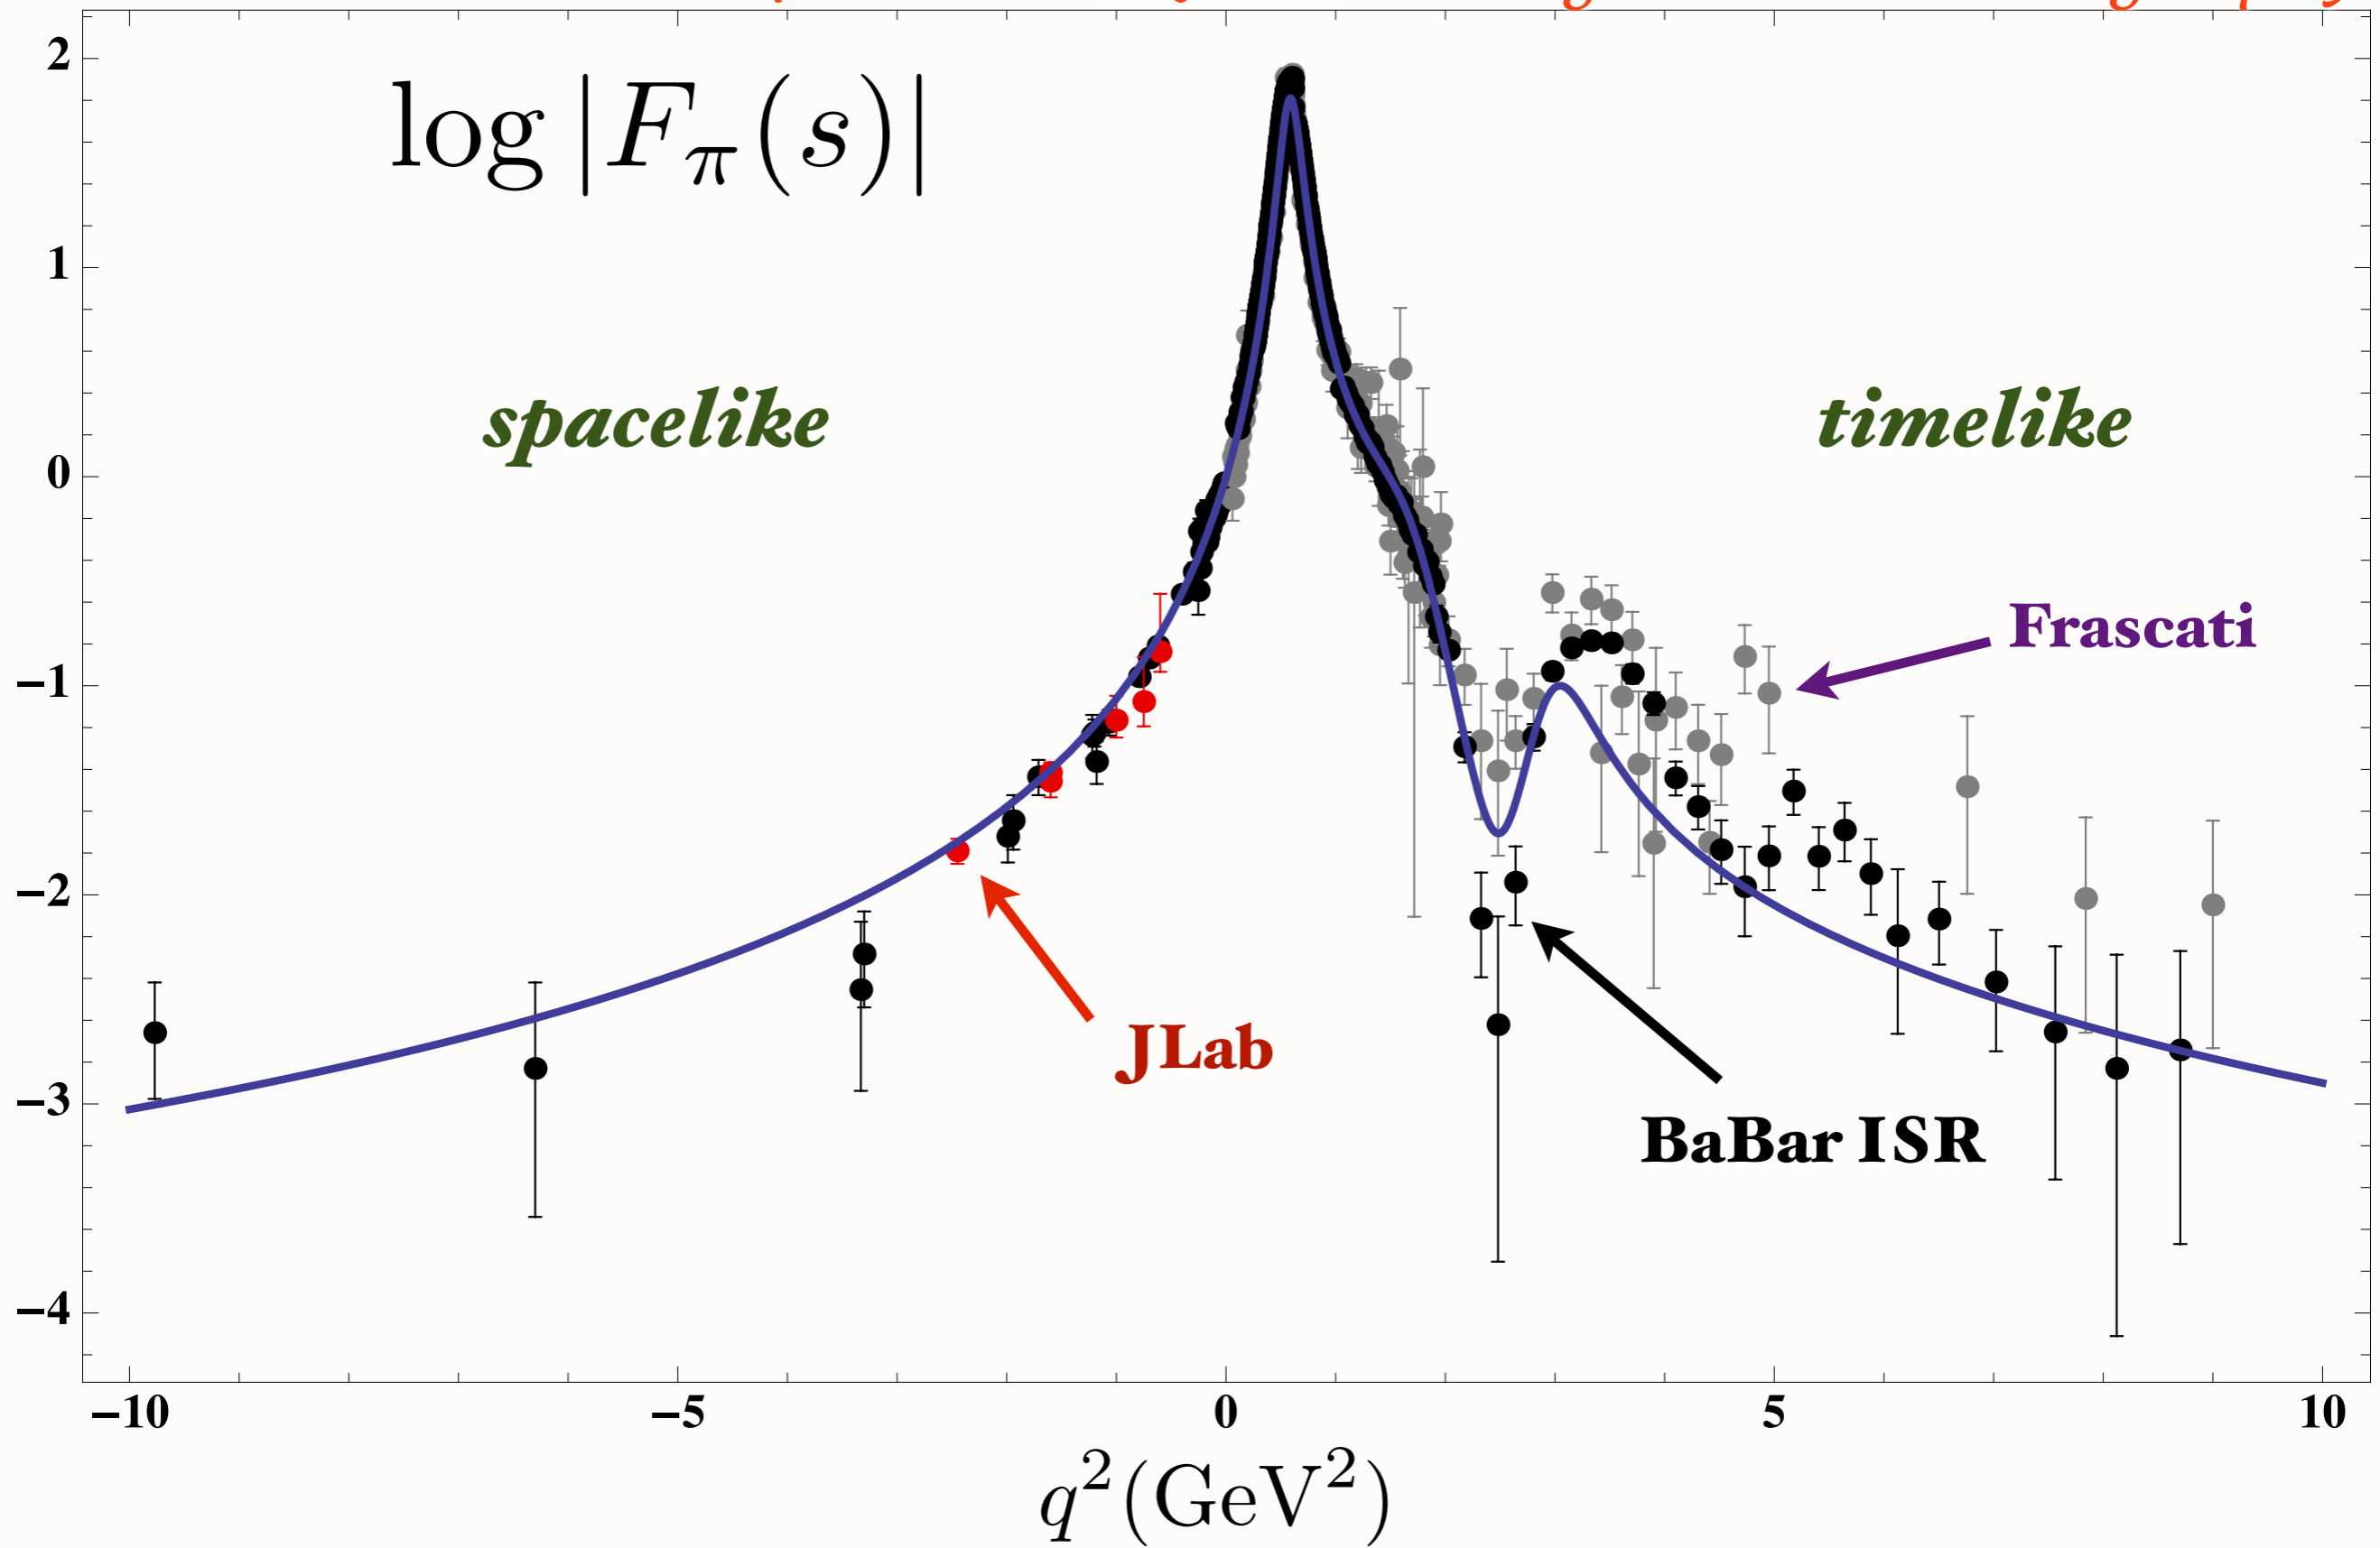 2
log |F_π(s)|
1
spacelike
timelike
0
Frascati
−1
−2
JLab
BaBar ISR
−3
−4
−10 −5 0 5 10
q²(GeV²)